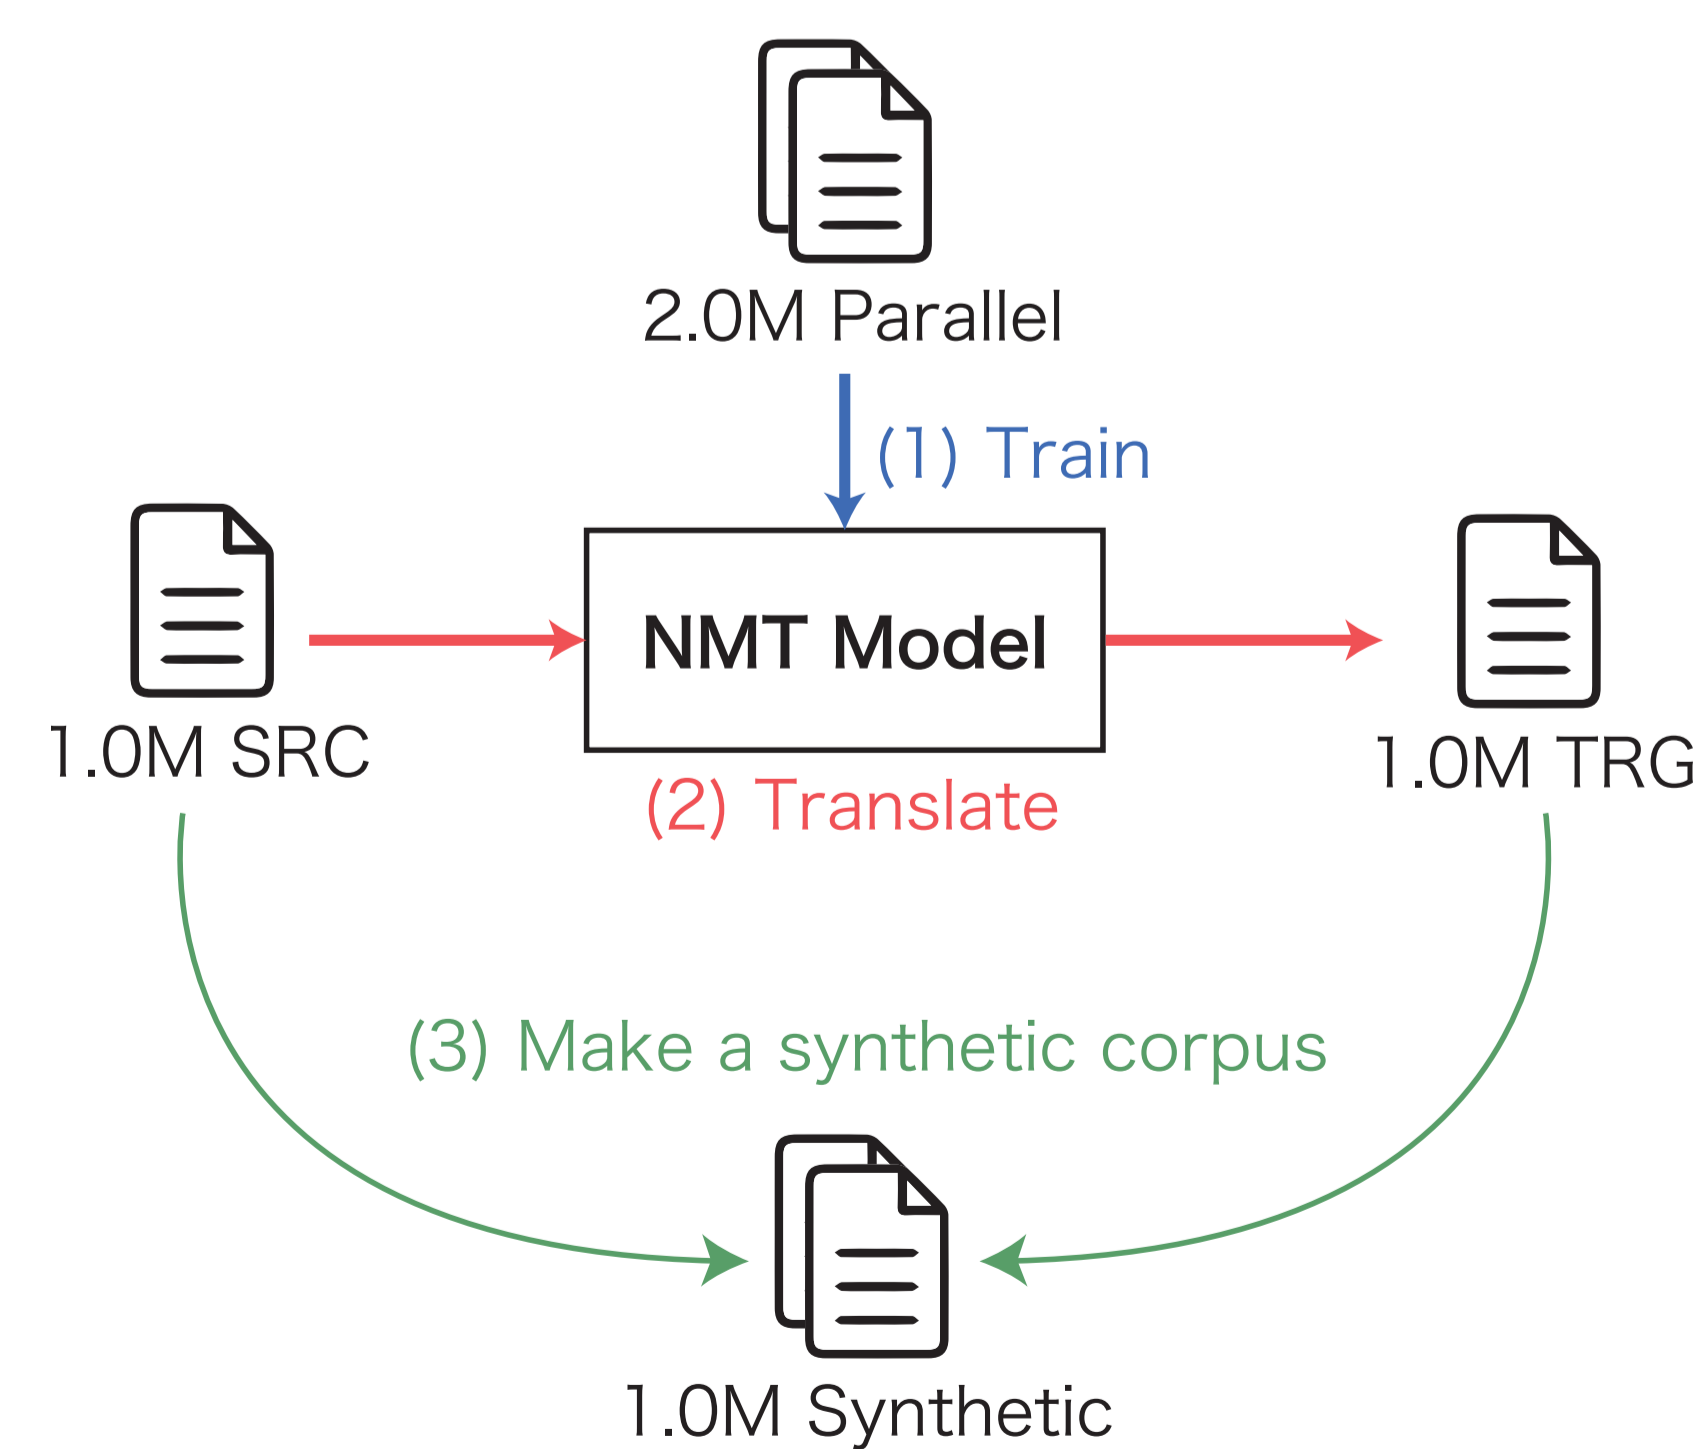 2.0M Parallel
(1) Train
NMT Model
1.0M SRC
1.0M TRG
(2) Translate
(3) Make a synthetic corpus
1.0M Synthetic